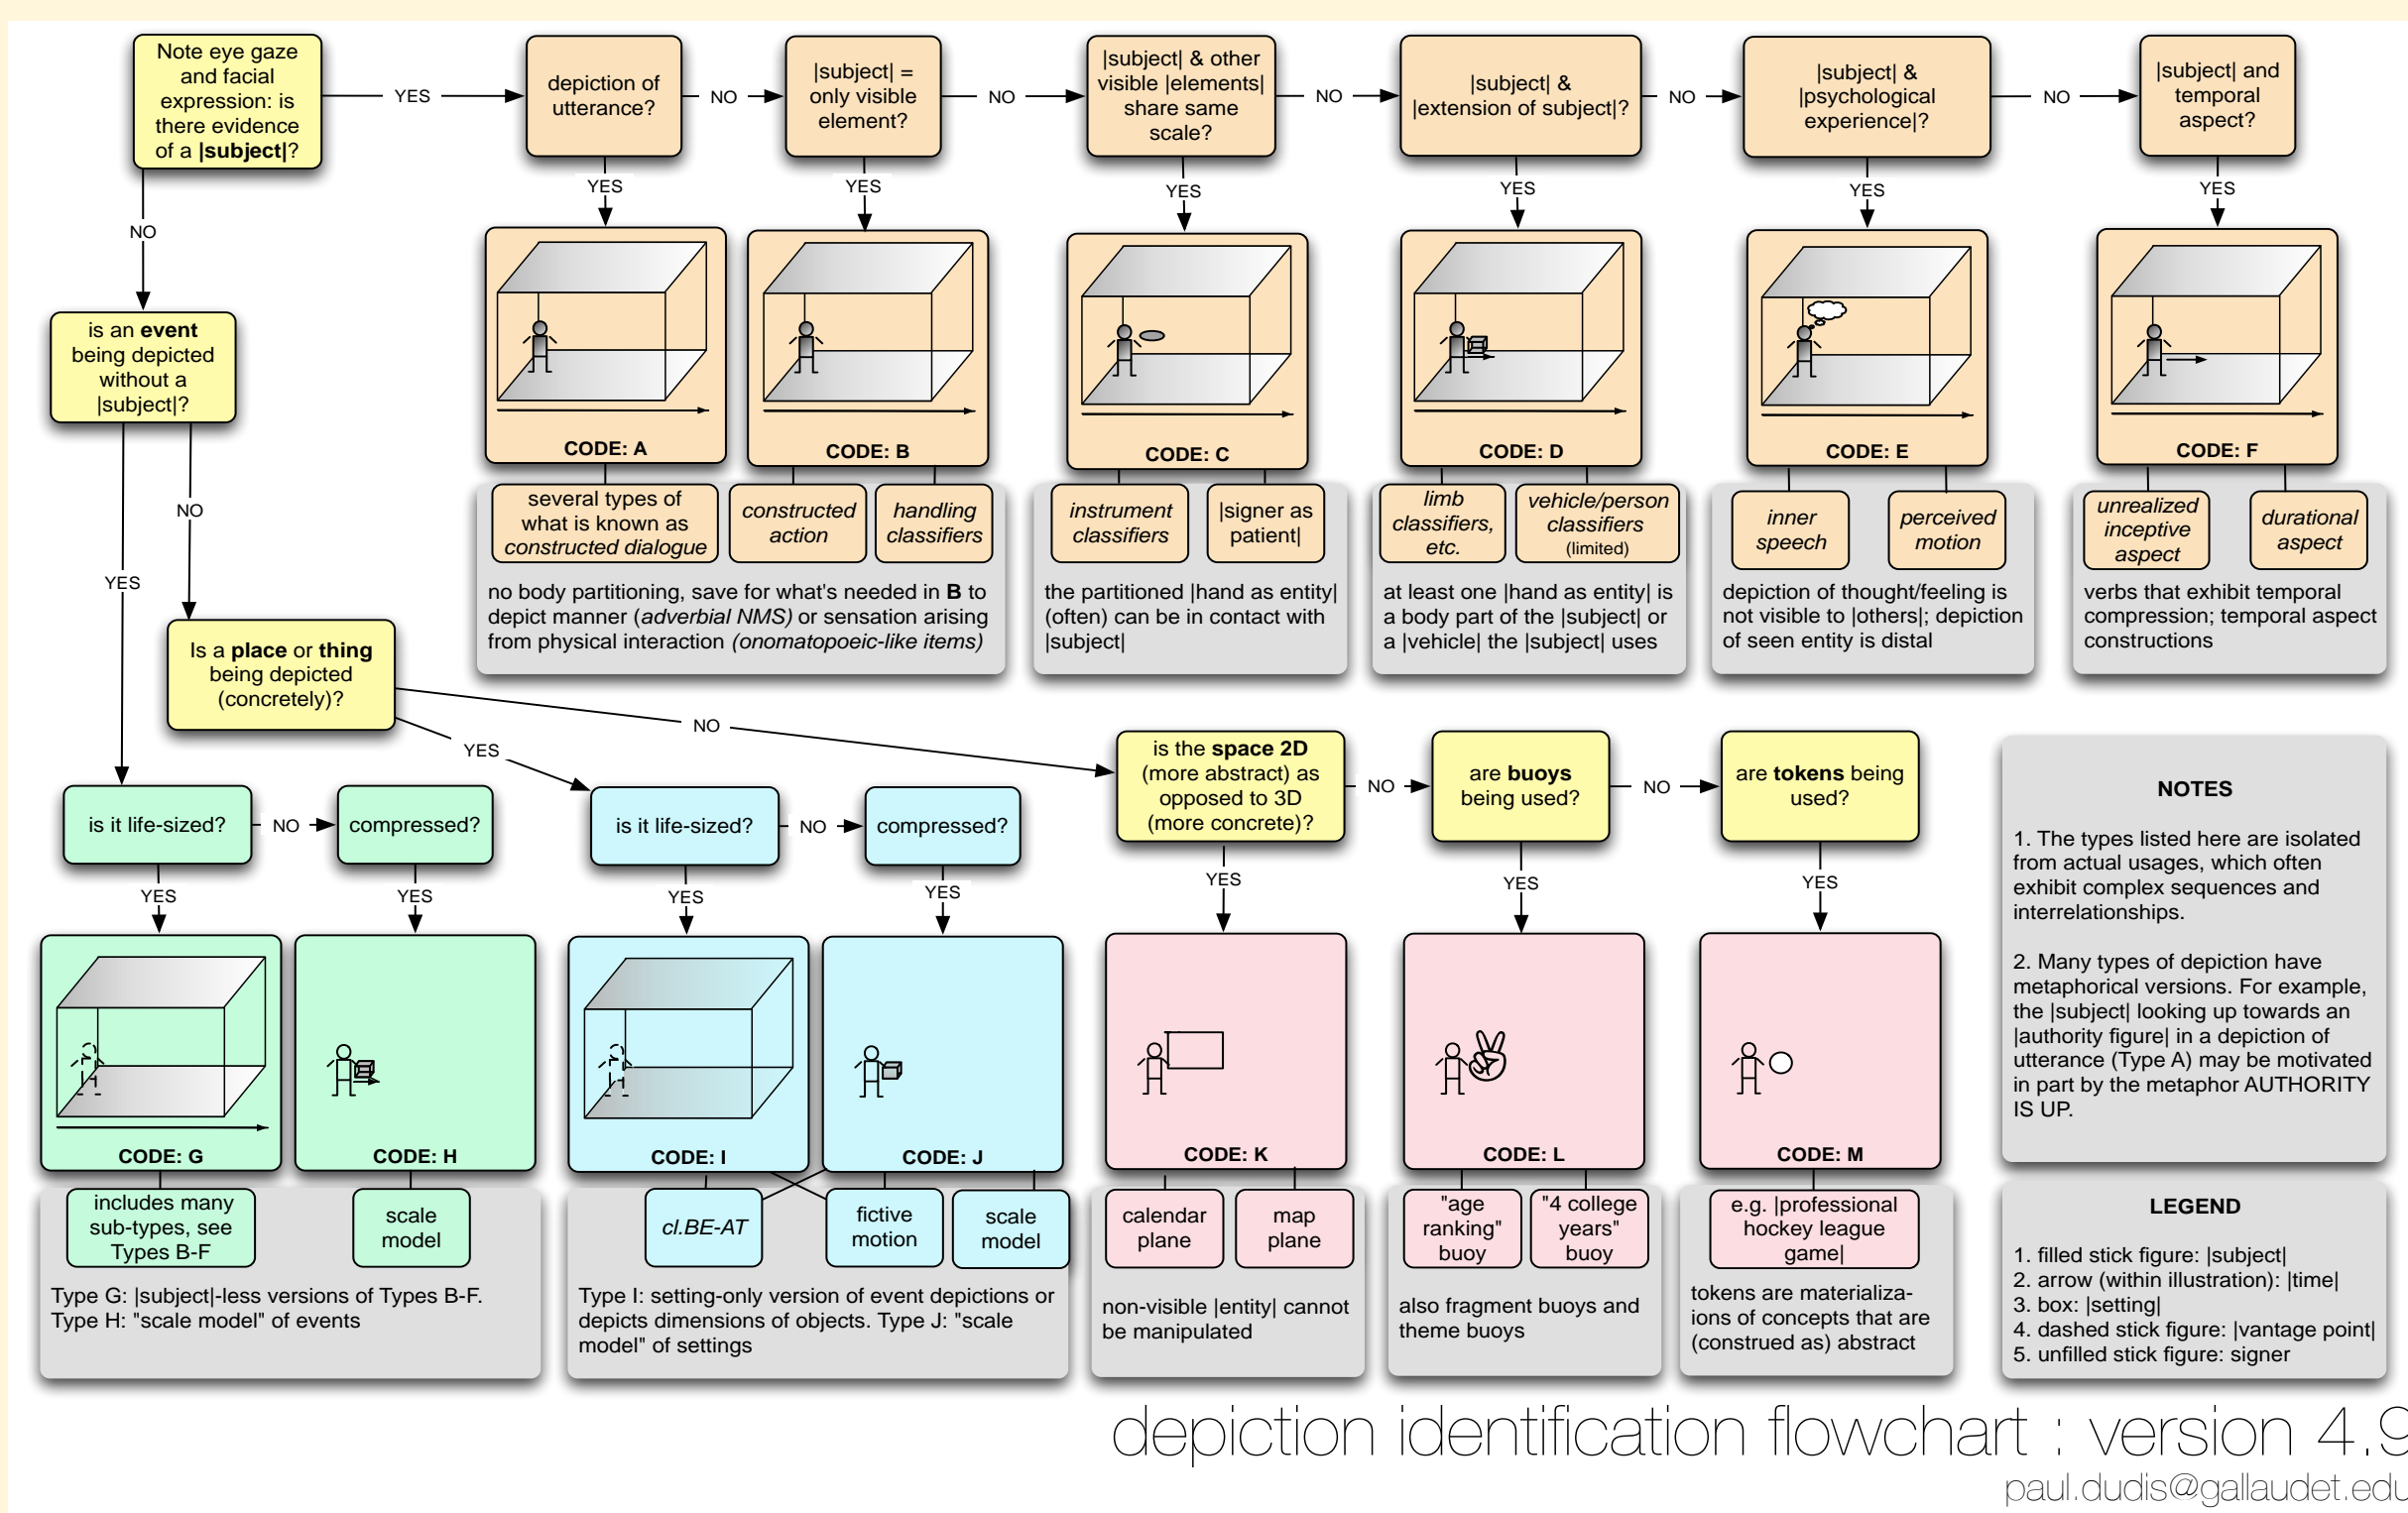 Note eye gaze
and facial
expression: is
there evidence
of a |subject|?
YES
depiction of
utterance?
NO
|subject| =
only visible
element?
NO
|subject| & other
visible |elements|
share same
scale?
NO
|subject| &
|extension of subject|?
NO
|subject| &
|psychological
experience|?
NO
|subject| and
temporal
aspect?
YES
YES
YES
YES
YES
YES
NO
CODE: A
CODE: B
CODE: C
CODE: D
CODE: E
CODE: F
is an event
being depicted
without a
|subject|?
several types of
what is known as
constructed dialogue
constructed
action
handling
classifiers
instrument
classifiers
|signer as
patient|
limb
classifiers,
etc.
vehicle/person
classifiers
(limited)
inner
speech
perceived
motion
unrealized
inceptive
aspect
durational
aspect
no body partitioning, save for what's needed in B to
depict manner (adverbial NMS) or sensation arising
from physical interaction (onomatopoeic-like items)
the partitioned |hand as entity|
(often) can be in contact with
|subject|
at least one |hand as entity| is
a body part of the |subject| or
a |vehicle| the |subject| uses
depiction of thought/feeling is
not visible to |others|; depiction
of seen entity is distal
verbs that exhibit temporal
compression; temporal aspect
constructions
NO
YES
Is a place or thing
being depicted
(concretely)?
NO
YES
is it life-sized?
NO
compressed?
is it life-sized?
NO
compressed?
is the space 2D
(more abstract) as
opposed to 3D
(more concrete)?
NO
are buoys
being used?
NO
are tokens being
used?
YES
YES
YES
YES
YES
YES
YES
CODE: G
CODE: H
CODE: I
CODE: J
CODE: K
CODE: L
CODE: M
includes many
sub-types, see
Types B-F
scale
model
cl.BE-AT
fictive
motion
scale
model
calendar
plane
map
plane
"age
ranking"
buoy
"4 college
years"
buoy
e.g. |professional
hockey league
game|
Type G: |subject|-less versions of Types B-F.
Type H: "scale model" of events
Type I: setting-only version of event depictions or
depicts dimensions of objects. Type J: "scale
model" of settings
non-visible |entity| cannot
be manipulated
also fragment buoys and
theme buoys
tokens are materializa-
ions of concepts that are
(construed as) abstract
NOTES
1. The types listed here are isolated
from actual usages, which often
exhibit complex sequences and
interrelationships.
2. Many types of depiction have
metaphorical versions. For example,
the |subject| looking up towards an
|authority figure| in a depiction of
utterance (Type A) may be motivated
in part by the metaphor AUTHORITY
IS UP.
LEGEND
1. filled stick figure: |subject|
2. arrow (within illustration): |time|
3. box: |setting|
4. dashed stick figure: |vantage point|
5. unfilled stick figure: signer
depiction identification flowchart : version 4.9
paul.dudis@gallaudet.edu